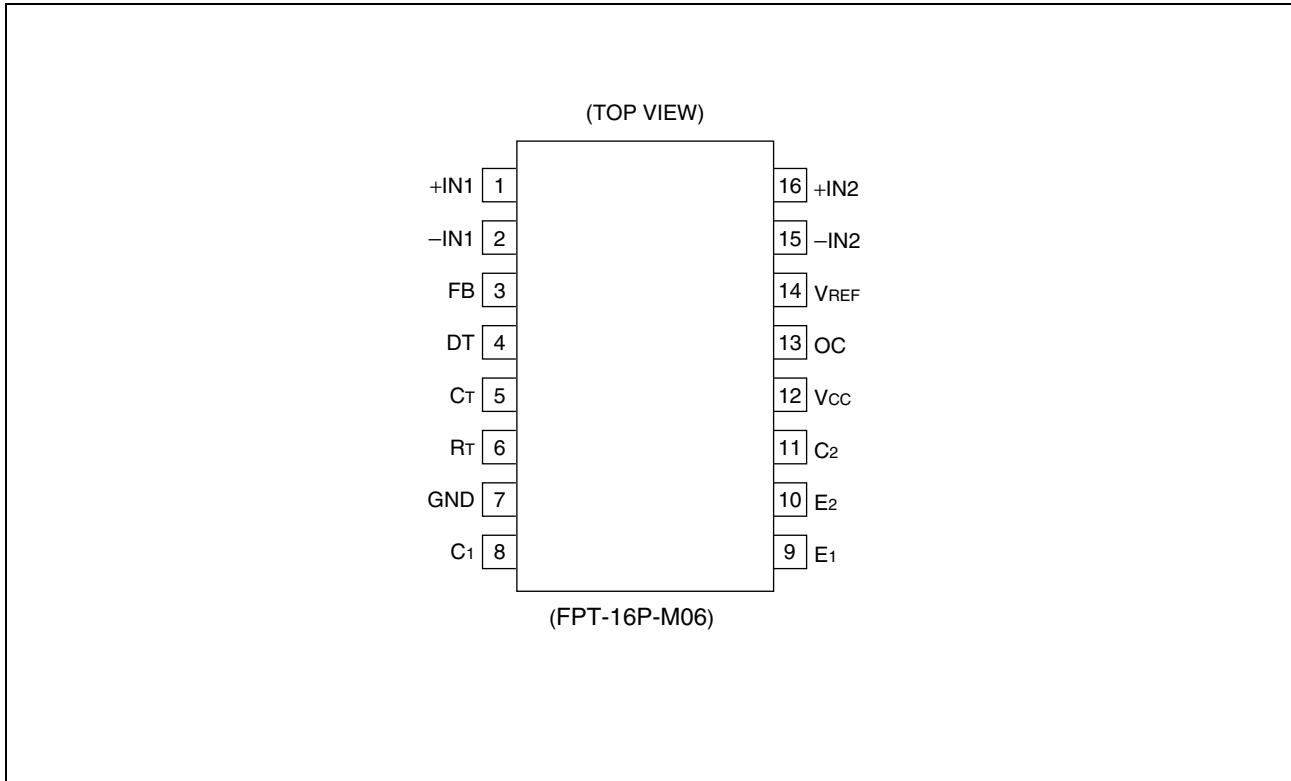 (TOP VIEW)
+IN1 1 16 +IN2
−IN1 2 15 −IN2
FB 3 14 VREF
DT 4 13 OC
CT 5 12 VCC
RT 6 11 C2
GND 7 10 E2
C1 8 9 E1
(FPT-16P-M06)